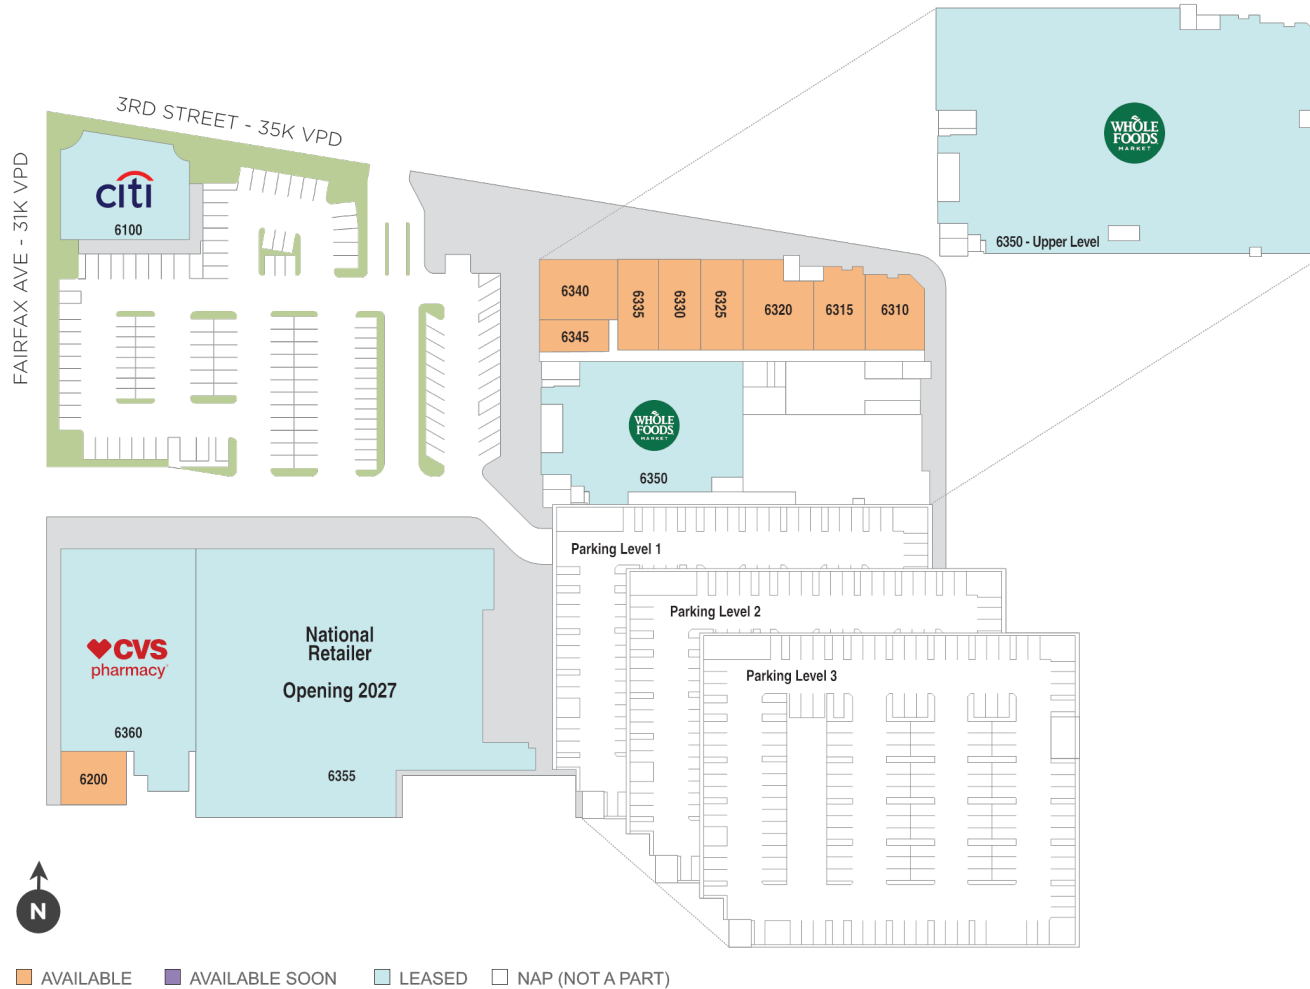 3RD STREET - 35K VPD
FAIRFAX AVE - 31K VPD
citi
6100
WHOLE
FOODS
MARKET
6350 - Upper Level
6340
6345
6335
6330
6325
6320
6315
6310
WHOLE
FOODS
MARKET
6350
Parking Level 1
Parking Level 2
Parking Level 3
CVS
pharmacy
6360
6200
National
Retailer
Opening 2027
6355
N
AVAILABLE
AVAILABLE SOON
LEASED
NAP (NOT A PART)